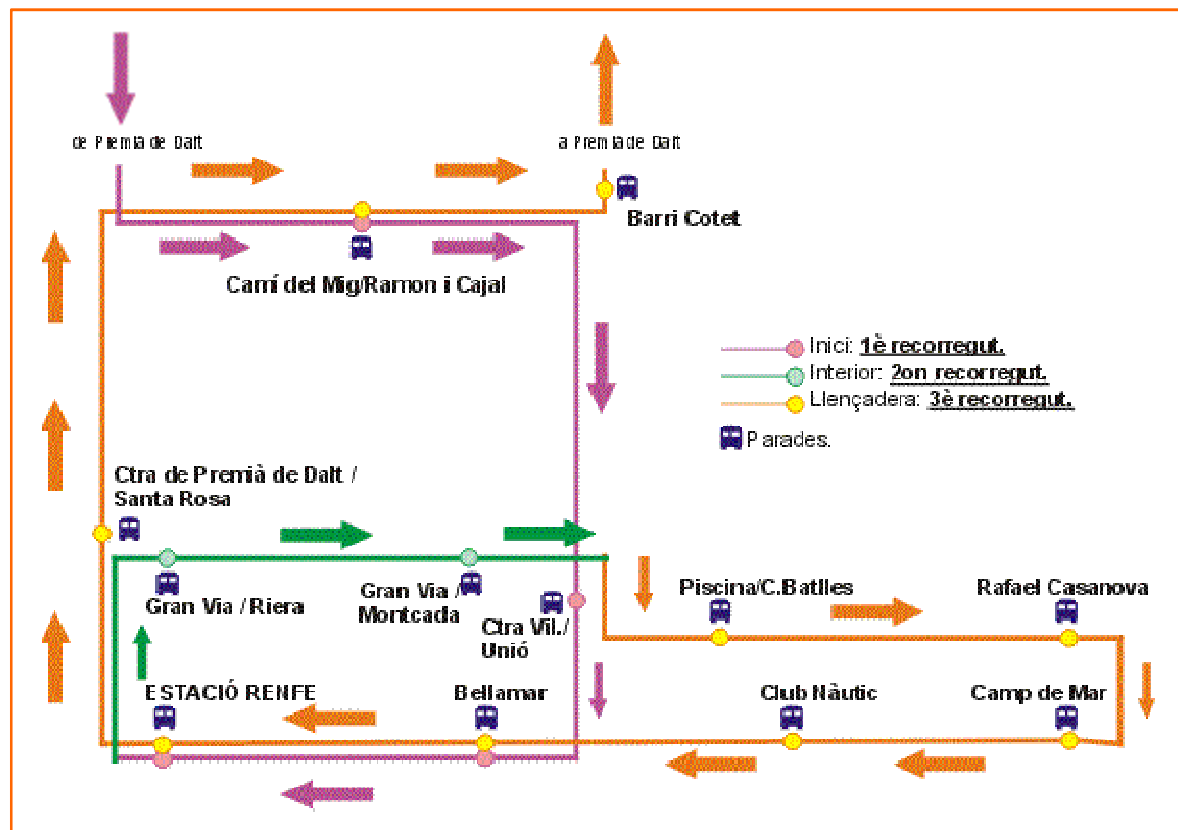 de Premià de Dalt
a Premià de Dalt
Barri Cotet
Camí del Mig/Ramon i Cajal
Inici: 1è recorregut.
Interior: 2on recorregut.
Llençadera: 3è recorregut.
Parades.
Ctra de Premià de Dalt /
Santa Rosa
Gran Via / Riera
Gran Via /
Montcada
Ctra Vil./
Unió
Piscina/C.Batlles
Rafael Casanova
ESTACIÓ RENFE
Bellamar
Club Nàutic
Camp de Mar